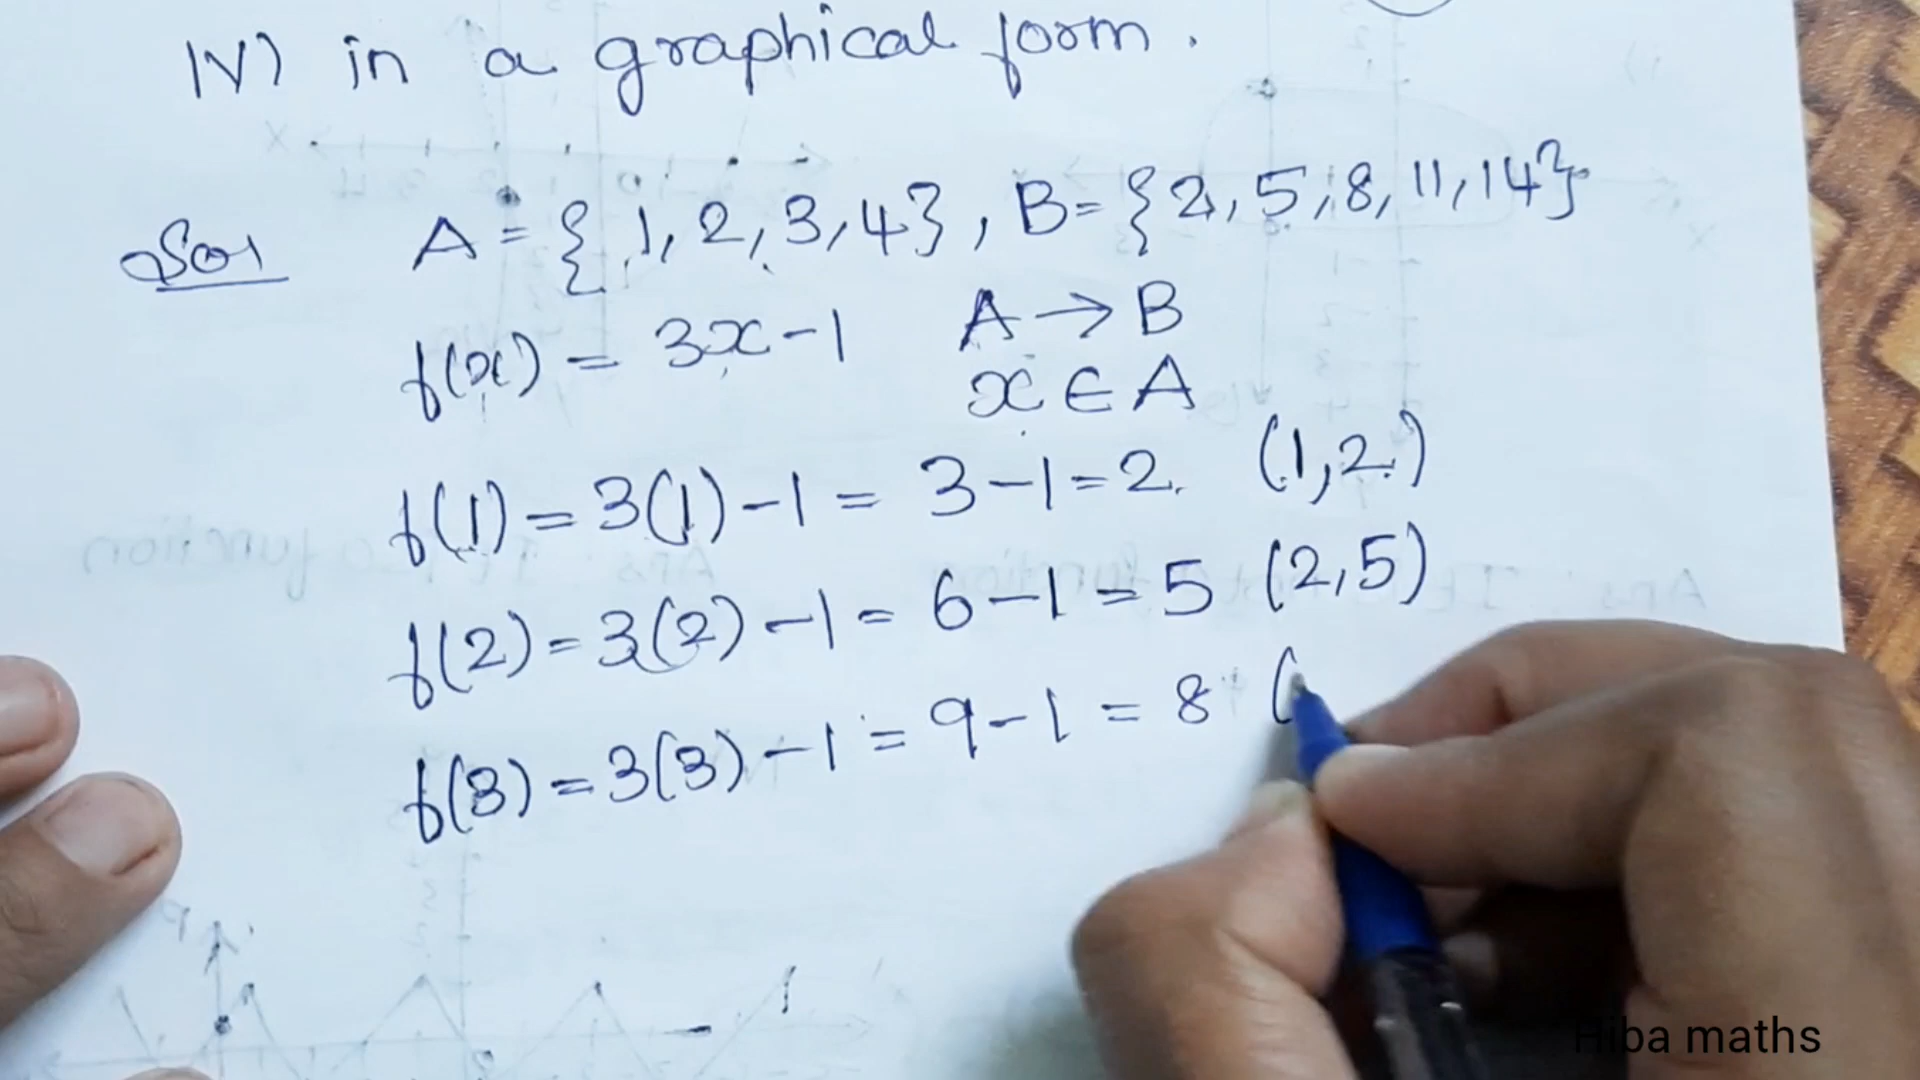 IV) in a graphical form.
Sol A = { 1, 2, 3, 4 } , B = { 2, 5, 8, 11, 14 }
f(x) = 3x - 1 A → B
x ∈ A
f(1) = 3(1) - 1 = 3 - 1 = 2. (1, 2)
f(2) = 3(2) - 1 = 6 - 1 = 5 (2, 5)
f(3) = 3(3) - 1 = 9 - 1 = 8 (
Hiba maths